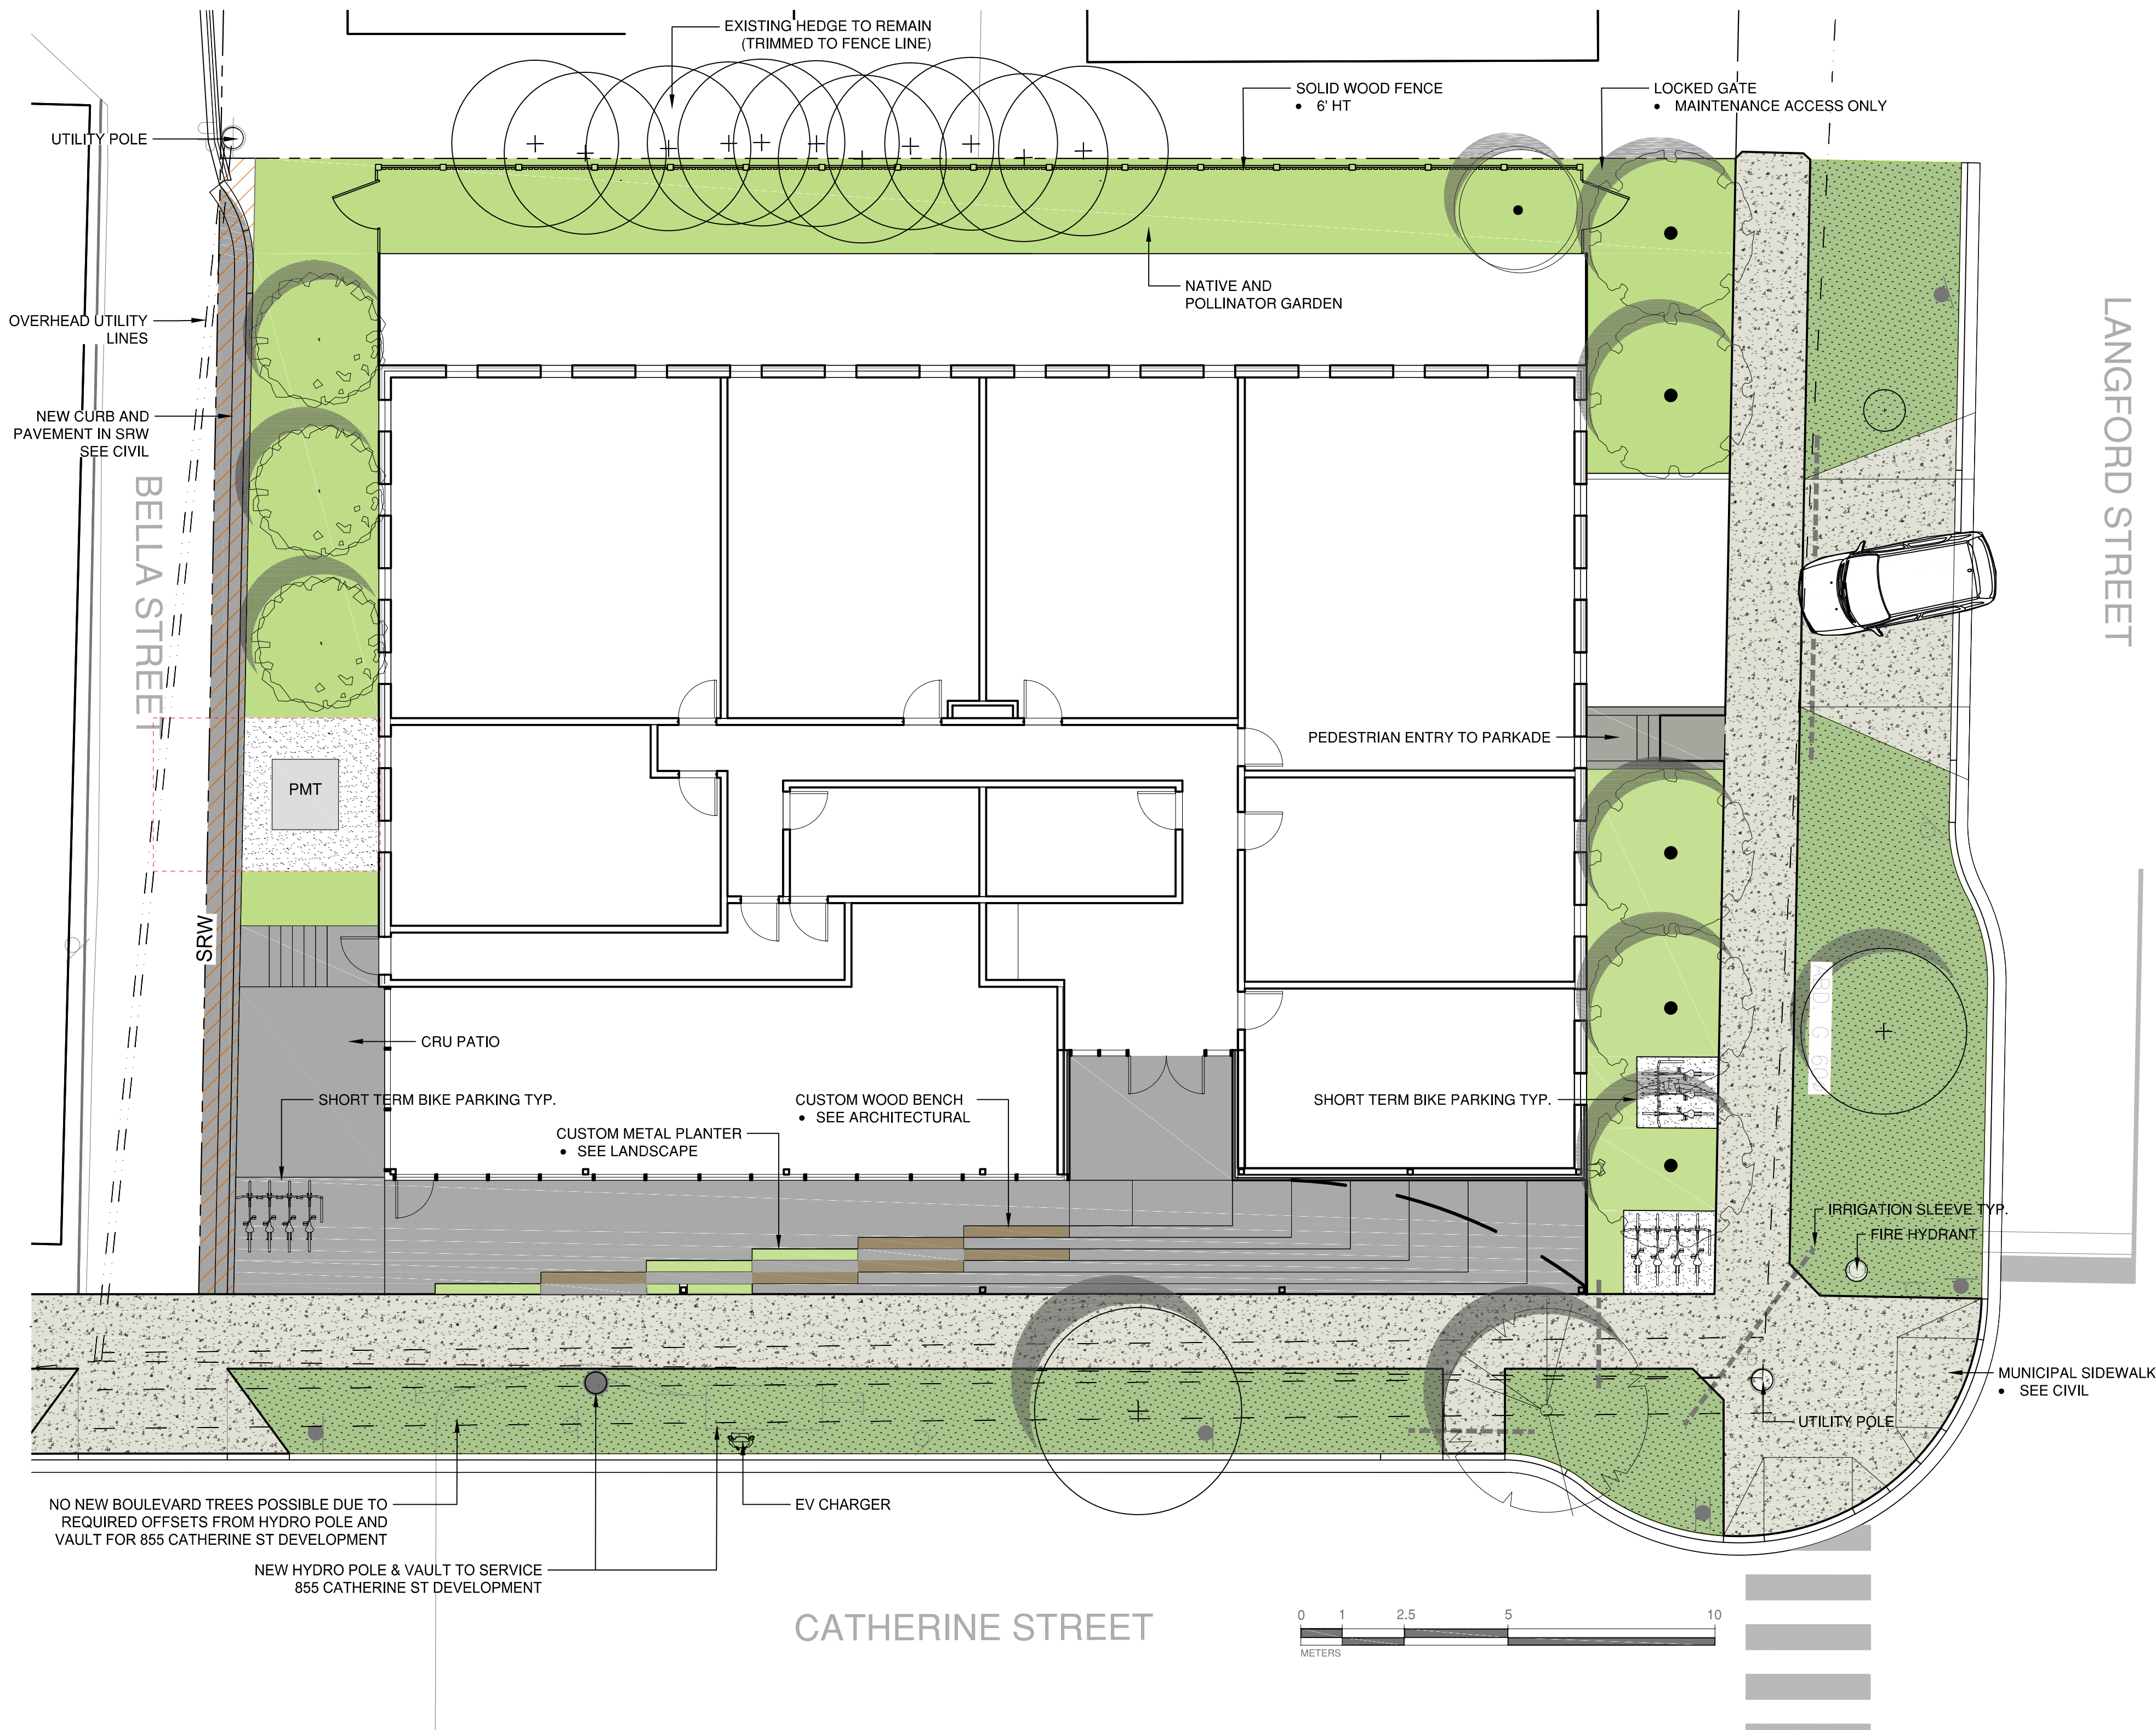 EXISTING HEDGE TO REMAIN
(TRIMMED TO FENCE LINE)
SOLID WOOD FENCE
• 6' HT
LOCKED GATE
• MAINTENANCE ACCESS ONLY
UTILITY POLE
NATIVE AND
POLLINATOR GARDEN
OVERHEAD UTILITY
LINES
NEW CURB AND
PAVEMENT IN SRW
SEE CIVIL
BELLA STREET
LANGFORD STREET
PEDESTRIAN ENTRY TO PARKADE
PMT
SRW
CRU PATIO
SHORT TERM BIKE PARKING TYP.
CUSTOM WOOD BENCH
• SEE ARCHITECTURAL
CUSTOM METAL PLANTER
• SEE LANDSCAPE
SHORT TERM BIKE PARKING TYP.
IRRIGATION SLEEVE TYP.
FIRE HYDRANT
MUNICIPAL SIDEWALK
• SEE CIVIL
UTILITY POLE
NO NEW BOULEVARD TREES POSSIBLE DUE TO
REQUIRED OFFSETS FROM HYDRO POLE AND
VAULT FOR 855 CATHERINE ST DEVELOPMENT
EV CHARGER
NEW HYDRO POLE & VAULT TO SERVICE
855 CATHERINE ST DEVELOPMENT
CATHERINE STREET
0 1 2.5 5 10
METERS